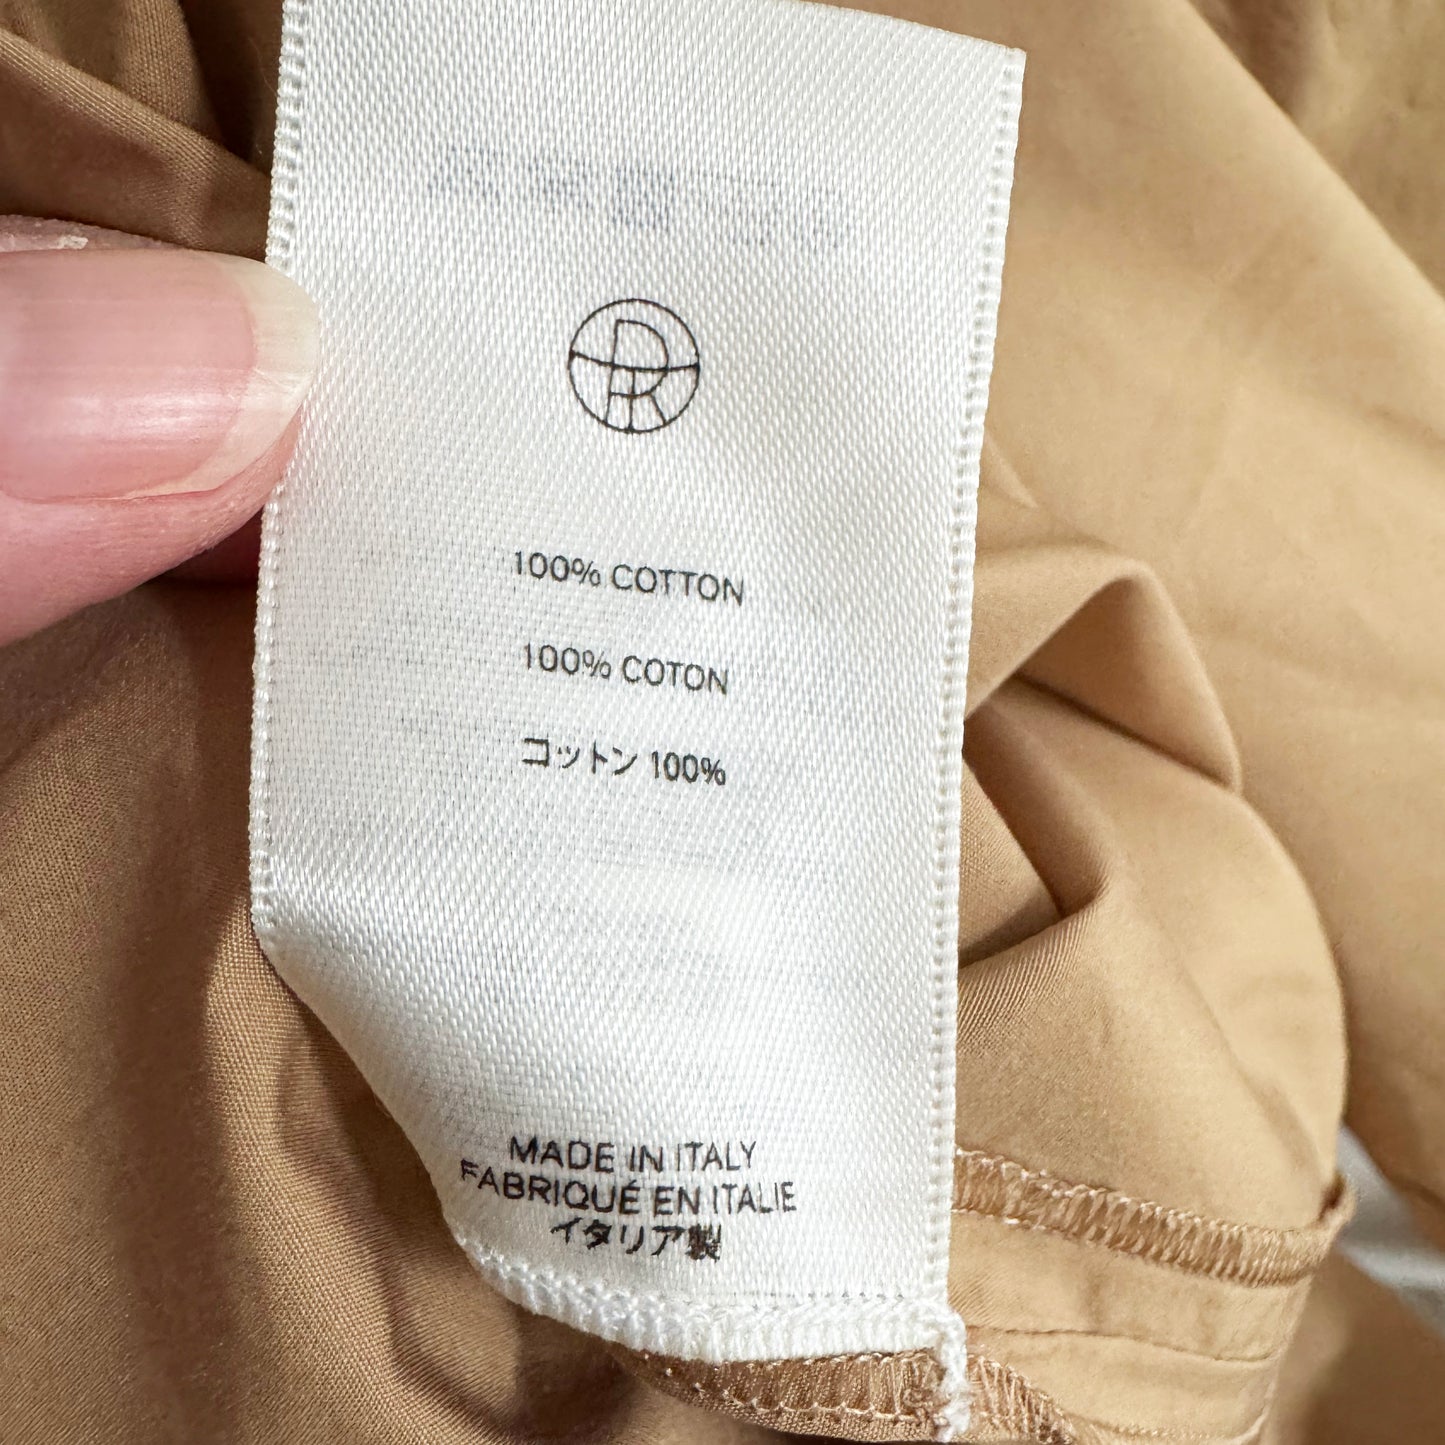 100% COTTON
100% COTON
コットン 100%
MADE IN ITALY
FABRIQUÉ EN ITALIE
イタリア製